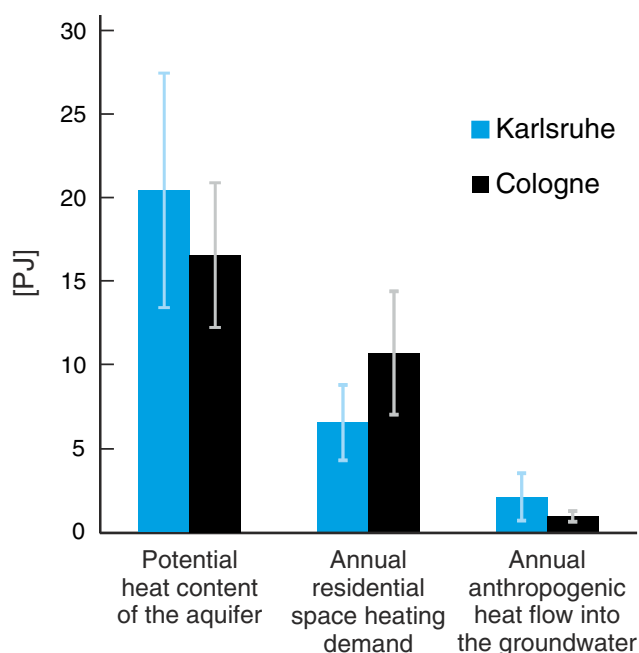 [PJ]
30
25
20
15
10
5
0
Karlsruhe
Cologne
Potential
heat content
of the aquifer
Annual
residential
space heating
demand
Annual
anthropogenic
heat flow into
the groundwater